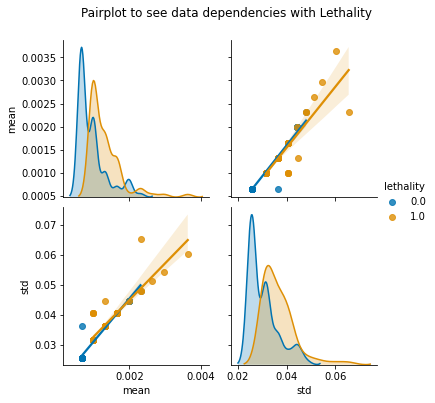 Pairplot to see data dependencies with Lethality
0.0035
0.0030
0.0025
0.0020
0.0015
0.0010
0.0005
mean
lethality
0.0
1.0
0.07
0.06
0.05
0.04
0.03
std
0.002 0.004
mean
0.02 0.04 0.06
std